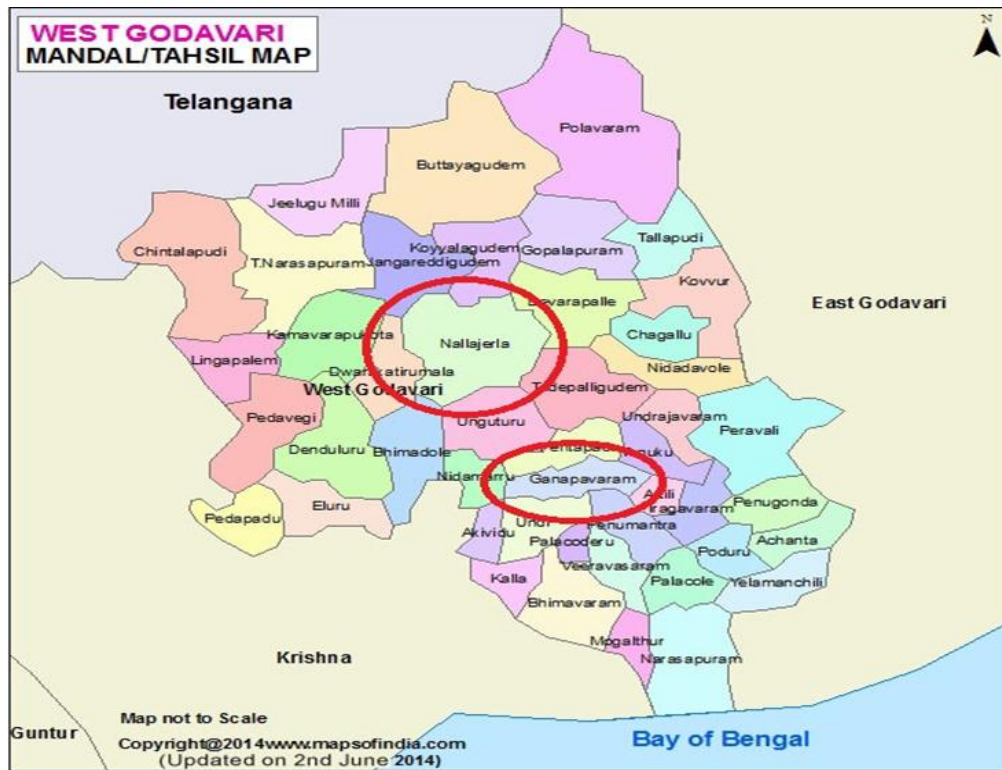 WEST GODAVARI
MANDAL/TAHSIL MAP
N
Telangana
Polavaram
Buttayagudem
Jeelugu Milli
Chintalapudi
T.Narasapuram
Jangareddigudem
Koyyalagudem
Gopalapuram
Tallapudi
Kovvur
East Godavari
Devarapalle
Kamavarapukota
Nallajerla
Chagallu
Lingapalem
Dwarakatirumala
Nidadavole
West Godavari
Tadepalligudem
Pedavegi
Unguturu
Undrajavaram
Peravali
Denduluru
Bhimadole
Nidamarru
Ganapavaram
Attili
Iragavaram
Penugonda
Pedapadu
Eluru
Akividu
Undi
Penumantra
Palacoderu
Achanta
Poduru
Veeravasaram
Kalla
Palacole
Yelamanchili
Bhimavaram
Mogalthur
Narasapuram
Krishna
Map not to Scale
Guntur
Copyright@2014www.mapsofindia.com
(Updated on 2nd June 2014)
Bay of Bengal